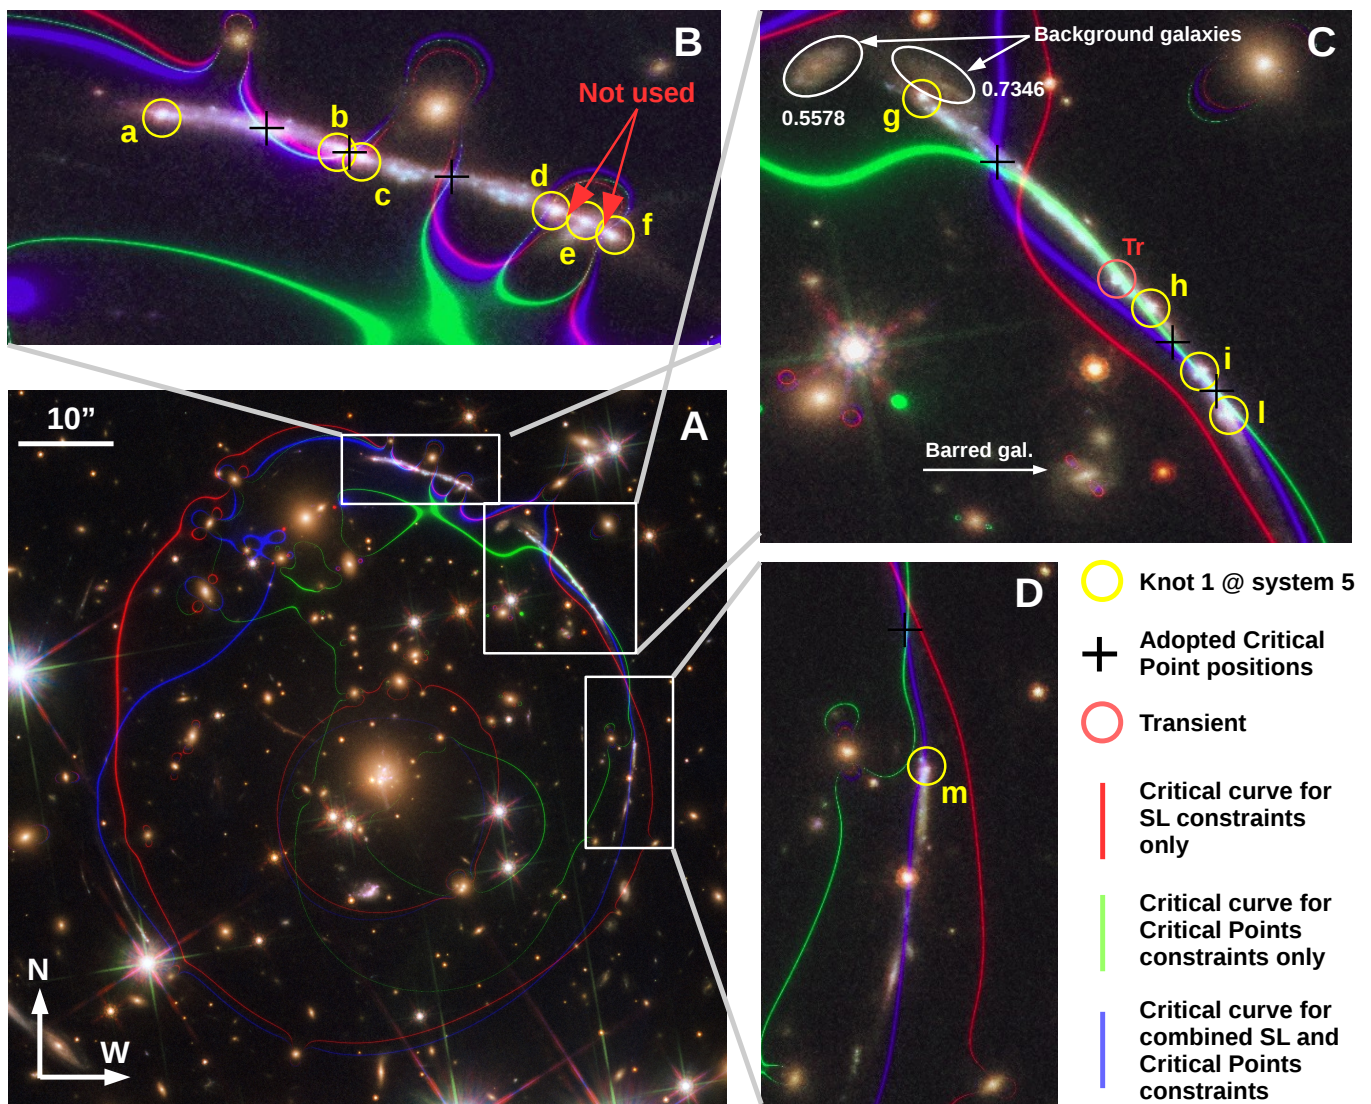 B
Not used
a
b
c
d
e
f
C
Background galaxies
0.7346
0.5578
g
Tr
h
i
l
Barred gal.
A
10”
N
W
D
m
Knot 1 @ system 5
Adopted Critical
Point positions
Transient
Critical curve for
SL constraints
only
Critical curve for
Critical Points
constraints only
Critical curve for
combined SL and
Critical Points
constraints